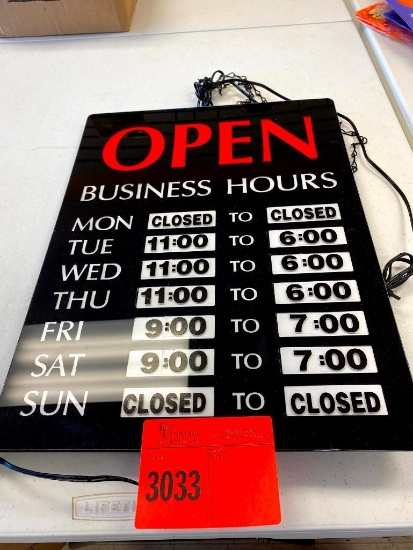 OPEN
BUSINESS HOURS
MON CLOSED TO CLOSED
TUE 11:00 TO 6:00
WED 11:00 TO 6:00
THU 11:00 TO 6:00
FRI 9:00 TO 7:00
SAT 9:00 TO 7:00
SUN CLOSED TO CLOSED
3033
LIFETI